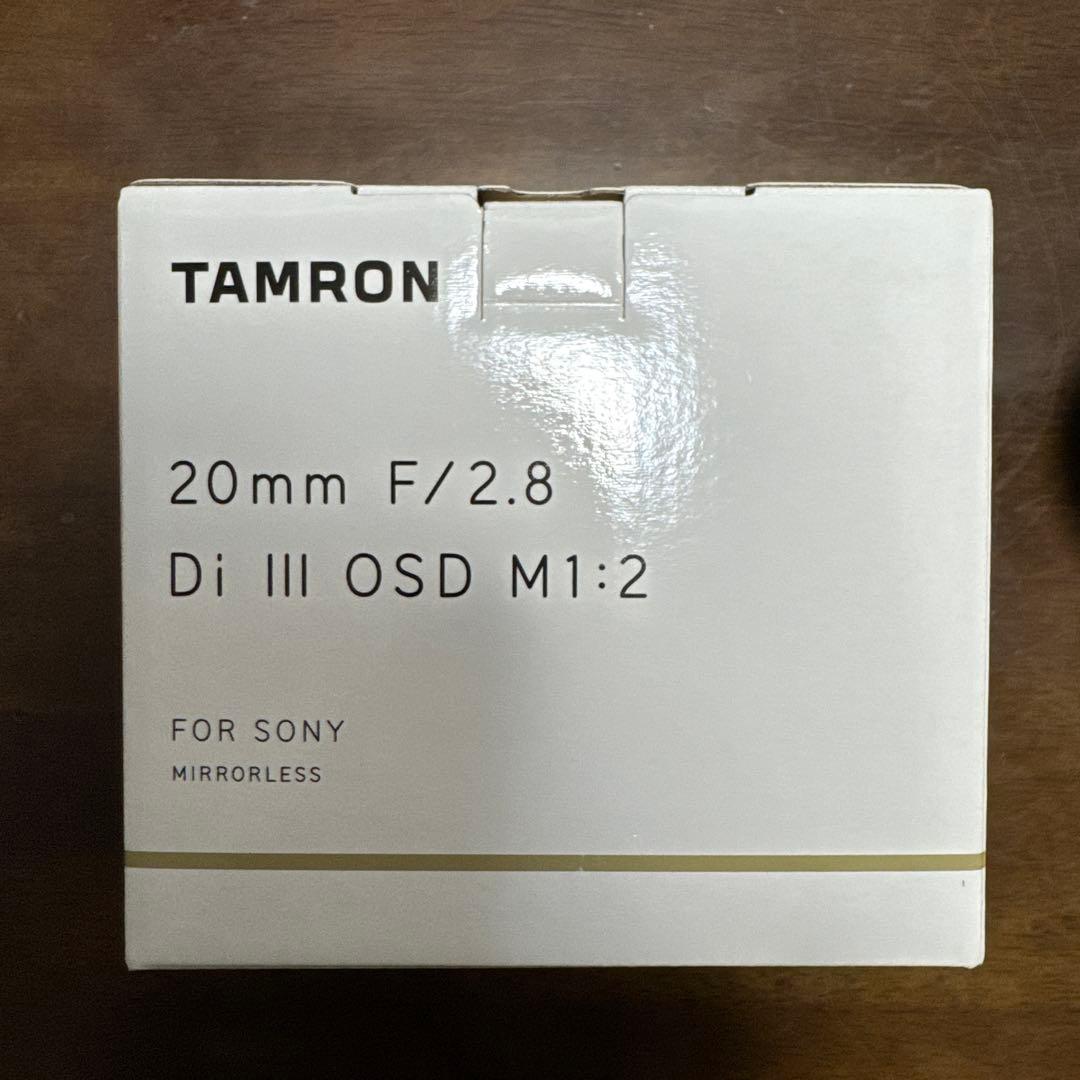 TAMRON
20mm F/2.8
Di III OSD M1:2
FOR SONY
MIRRORLESS